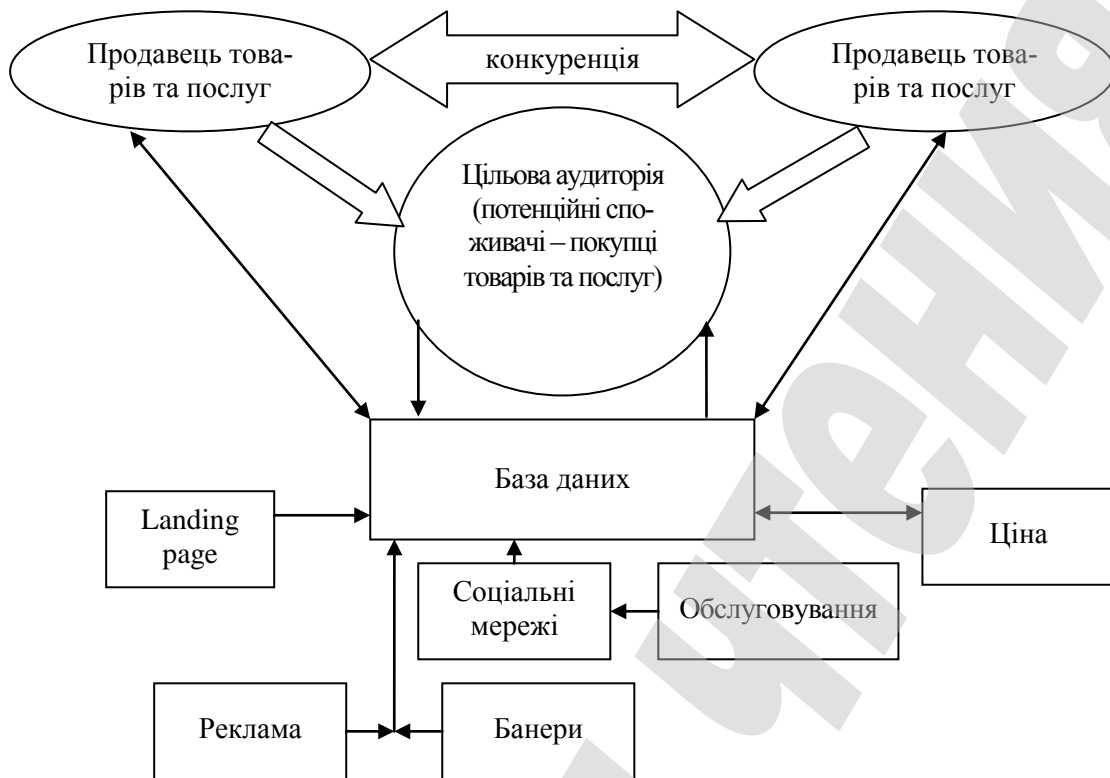 Продавець това-
рів та послуг
конкуренція
Продавець това-
рів та послуг
Цільова аудиторія
(потенційні спо-
живачі – покупці
товарів та послуг)
База даних
Landing
page
Ціна
Соціальні
мережі
Обслуговування
Реклама
Банери
чтения